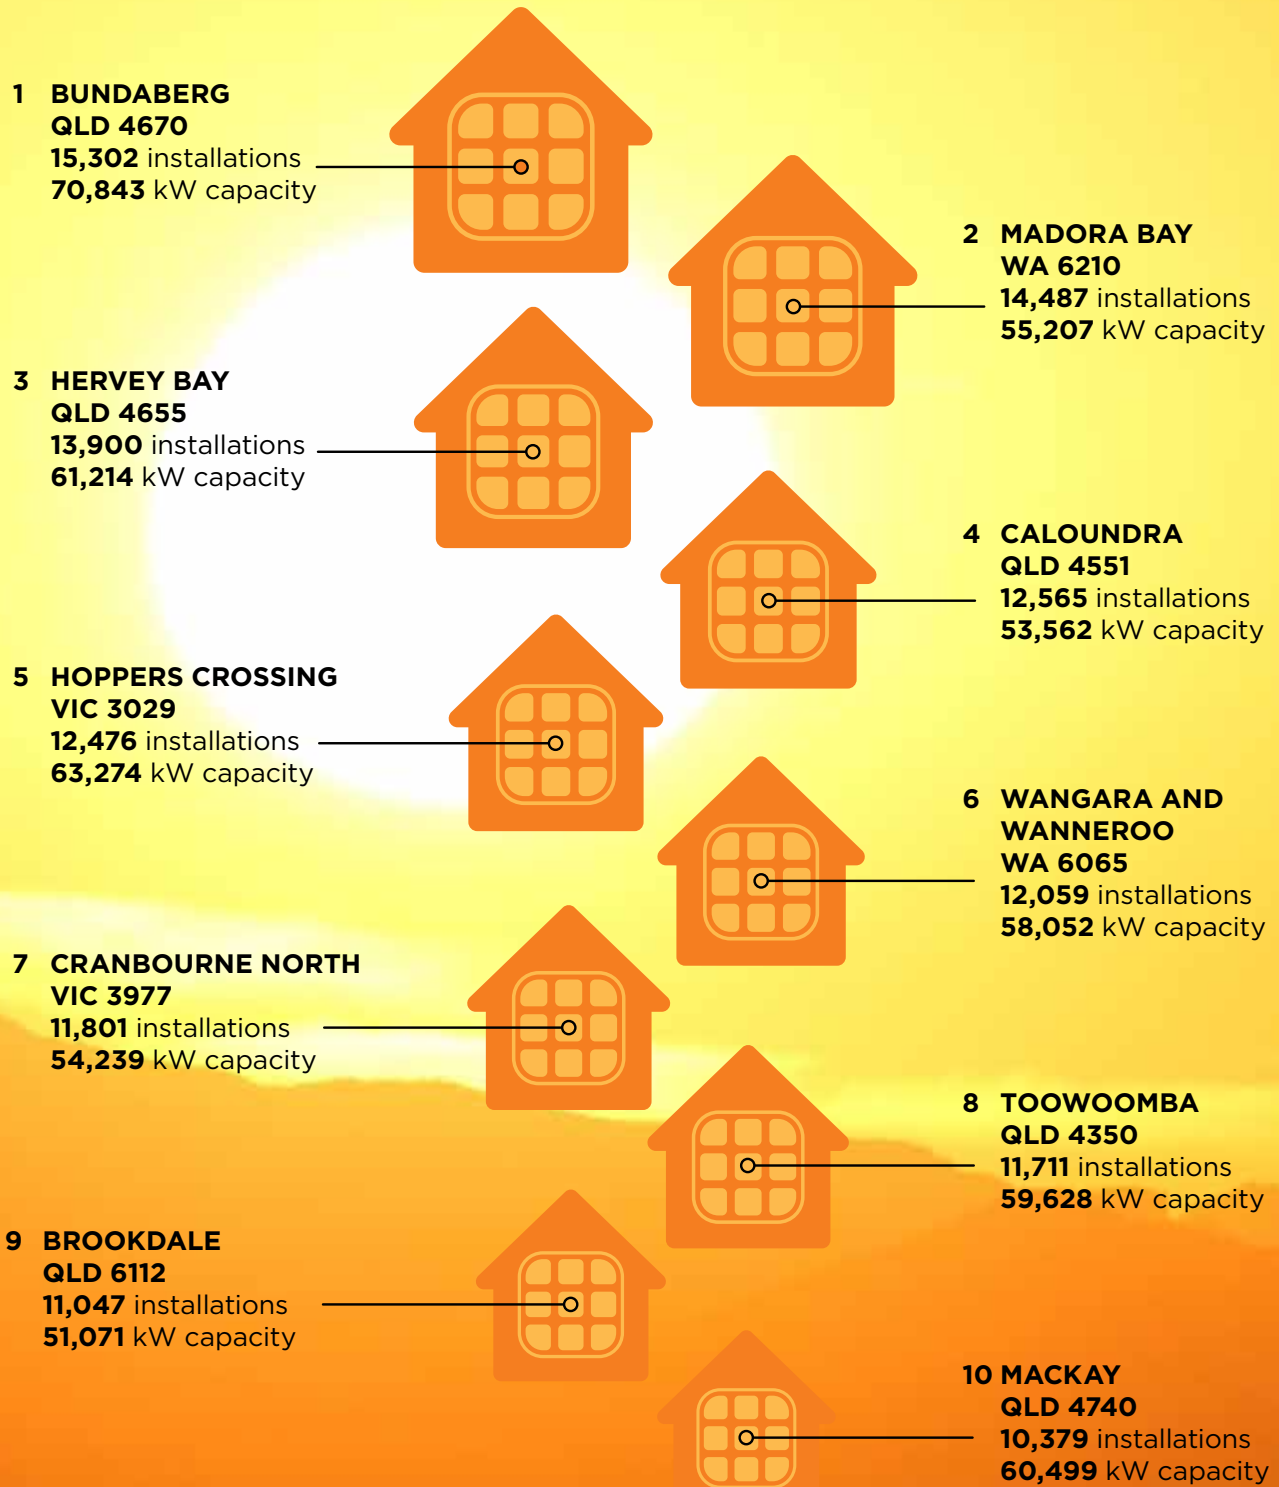 1 BUNDABERG
QLD 4670
15,302 installations
70,843 kW capacity
2 MADORA BAY
WA 6210
14,487 installations
55,207 kW capacity
3 HERVEY BAY
QLD 4655
13,900 installations
61,214 kW capacity
4 CALOUNDRA
QLD 4551
12,565 installations
53,562 kW capacity
5 HOPPERS CROSSING
VIC 3029
12,476 installations
63,274 kW capacity
6 WANGARA AND
WANNEROO
WA 6065
12,059 installations
58,052 kW capacity
7 CRANBOURNE NORTH
VIC 3977
11,801 installations
54,239 kW capacity
8 TOOWOOMBA
QLD 4350
11,711 installations
59,628 kW capacity
9 BROOKDALE
QLD 6112
11,047 installations
51,071 kW capacity
10 MACKAY
QLD 4740
10,379 installations
60,499 kW capacity